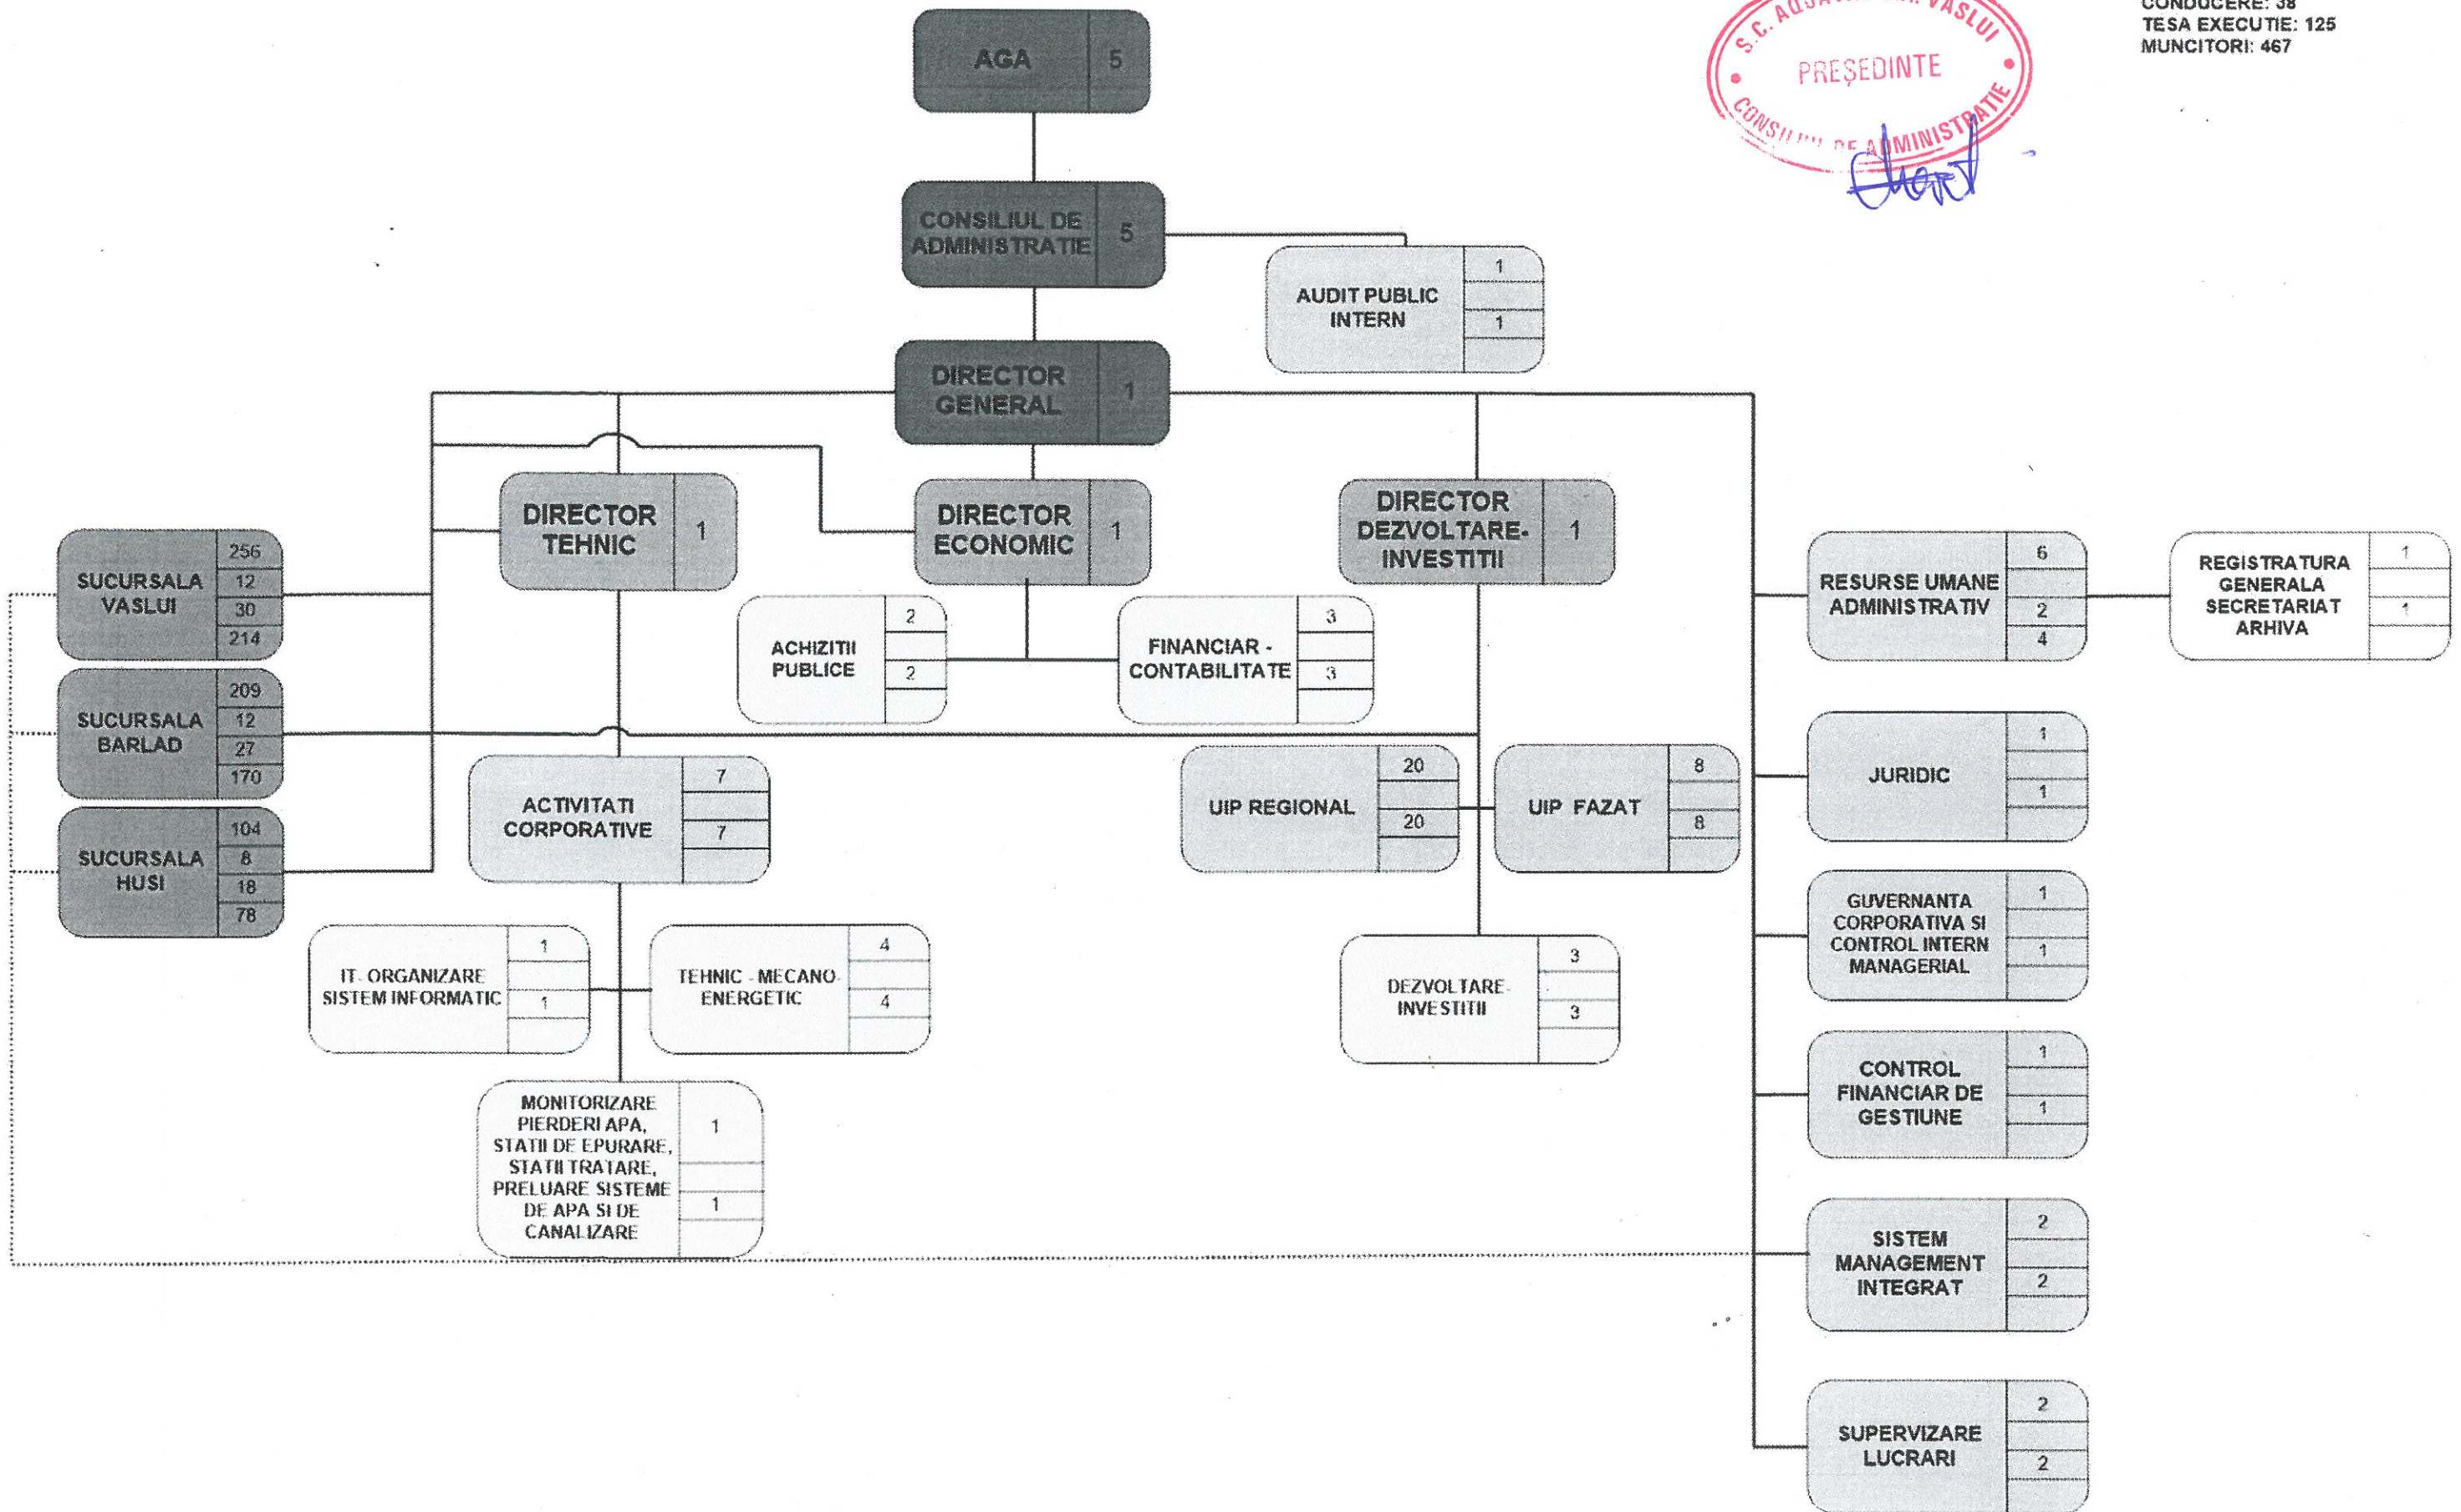 CONDUCERE: 38
TESA EXECUTIE: 125
MUNCITORI: 467
VASLUI
PREȘEDINTE
DE ADMINISTRATIE
AGA 5
CONSILIUL DE
ADMINISTRATIE 5
AUDIT PUBLIC
INTERN
1
1
DIRECTOR
GENERAL 1
DIRECTOR
TEHNIC 1
DIRECTOR
ECONOMIC 1
DIRECTOR
DEZVOLTARE-
INVESTITII 1
SUCURSALA
VASLUI
256
12
30
214
SUCURSALA
BARLAD
209
12
27
170
SUCURSALA
HUSI
104
8
18
78
ACHIZITII
PUBLICE
2
2
FINANCIAR -
CONTABILITATE
3
3
RESURSE UMANE
ADMINISTRATIV
6
2
4
REGISTRATURA
GENERALA
SECRETARIAT
ARHIVA
1
1
ACTIVITATI
CORPORATIVE
7
7
UIP REGIONAL
20
20
UIP FAZAT
8
8
JURIDIC
1
1
GUVERNANTA
CORPORATIVA SI
CONTROL INTERN
MANAGERIAL
1
1
IT- ORGANIZARE
SISTEM INFORMATIC
1
1
TEHNIC - MECANO-
ENERGETIC
4
4
DEZVOLTARE-
INVESTITII
3
3
CONTROL
FINANCIAR DE
GESTIUNE
1
1
MONITORIZARE
PIERDERI APA,
STATII DE EPURARE,
STATII TRATARE,
PRELUARE SISTEME
DE APA SI DE
CANALIZARE
1
1
SISTEM
MANAGEMENT
INTEGRAT
2
2
SUPERVIZARE
LUCRARI
2
2